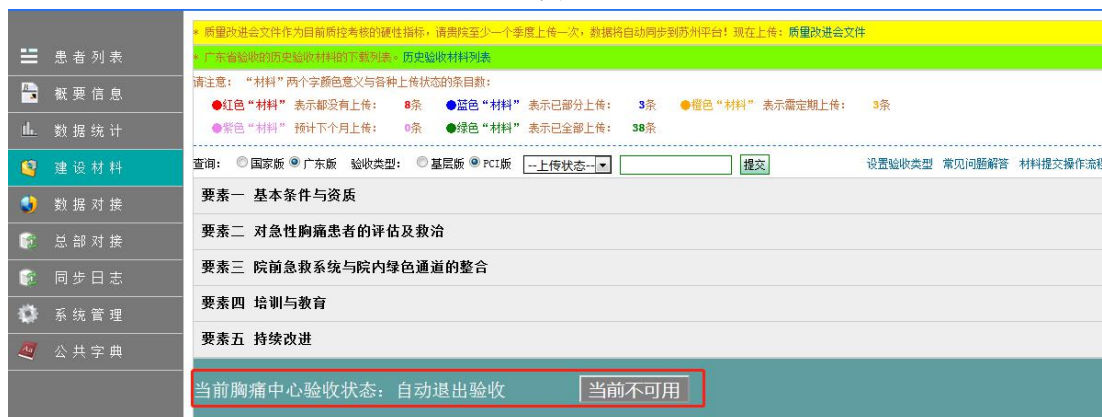 * 质量改进会文件作为目前质控考核的硬性指标，请贵院至少一个季度上传一次，数据将自动同步到苏州平台！现在上传：质量改进会文件
* 广东省验收的历史验收材料的下载列表。历史验收材料列表
请注意： “材料”两个字颜色意义与各种上传状态的条目数：
●红色“材料” 表示都没有上传： 8条 ●蓝色“材料” 表示已部分上传： 3条 ●橙色“材料” 表示需定期上传： 3条
●紫色“材料” 预计下个月上传： 0条 ●绿色“材料” 表示已全部上传： 38条
查询： 国家版 广东版 验收类型： 基层版 PCI版 --上传状态-- 提交 设置验收类型 常见问题解答 材料提交操作流程
患者列表
概要信息
数据统计
建设材料
数据对接
总部对接
同步日志
系统管理
公共字典
要素一 基本条件与资质
要素二 对急性胸痛患者的评估及救治
要素三 院前急救系统与院内绿色通道的整合
要素四 培训与教育
要素五 持续改进
当前胸痛中心验收状态：自动退出验收 当前不可用